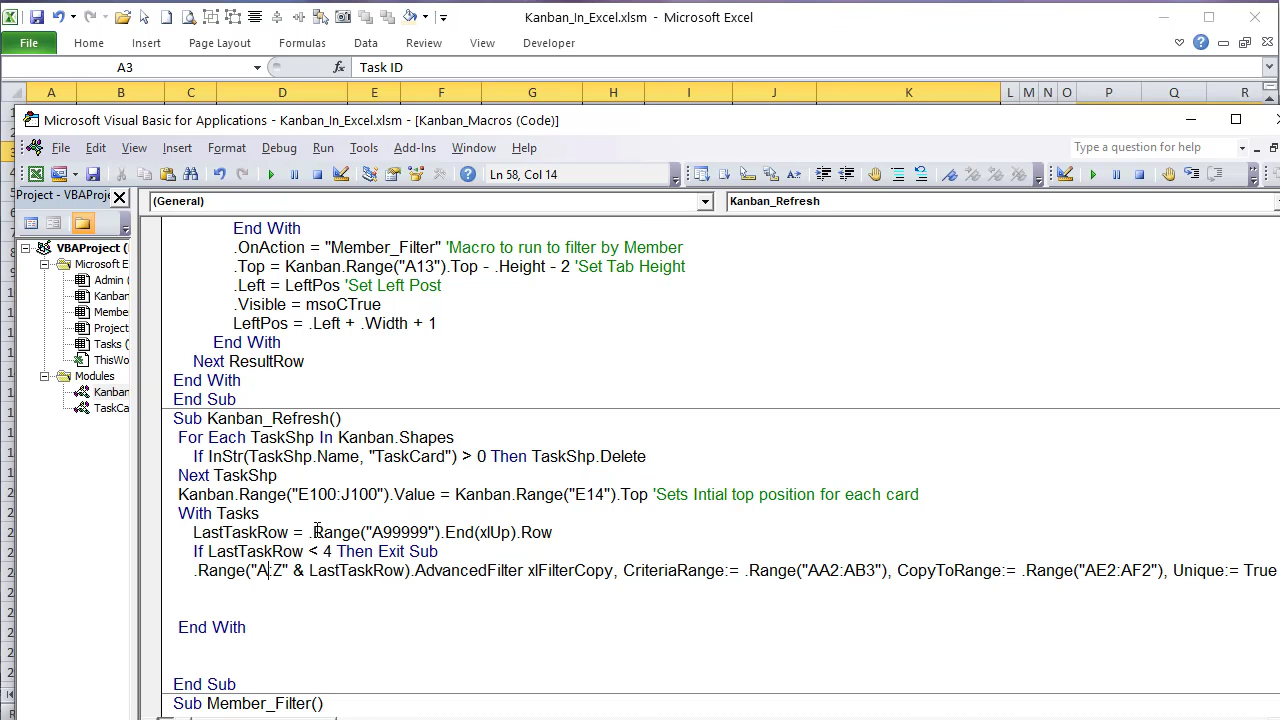 Kanban_In_Excel.xlsm - Microsoft Excel
File Home Insert Page Layout Formulas Data Review View Developer
A3 fx Task ID
A B C D E F G H I J K L M N O P Q R
Microsoft Visual Basic for Applications - Kanban_In_Excel.xlsm - [Kanban_Macros (Code)]
File Edit View Insert Format Debug Run Tools Add-Ins Window Help Type a question for help
Ln 58, Col 14
Project - VBAProje
(General) Kanban_Refresh
VBAProject (
Microsoft E
Admin (
Kanban
Membe
Project
Tasks (
ThisWo
Modules
Kanban
TaskCa
End With
.OnAction = "Member_Filter" 'Macro to run to filter by Member
.Top = Kanban.Range("A13").Top - .Height - 2 'Set Tab Height
.Left = LeftPos 'Set Left Post
.Visible = msoCTrue
LeftPos = .Left + .Width + 1
End With
Next ResultRow
End With
End Sub
Sub Kanban_Refresh()
For Each TaskShp In Kanban.Shapes
If InStr(TaskShp.Name, "TaskCard") > 0 Then TaskShp.Delete
Next TaskShp
Kanban.Range("E100:J100").Value = Kanban.Range("E14").Top 'Sets Intial top position for each card
With Tasks
LastTaskRow = .Range("A99999").End(xlUp).Row
If LastTaskRow < 4 Then Exit Sub
.Range("A:Z" & LastTaskRow).AdvancedFilter xlFilterCopy, CriteriaRange:= .Range("AA2:AB3"), CopyToRange:= .Range("AE2:AF2"), Unique:= True
End With
End Sub
Sub Member_Filter()